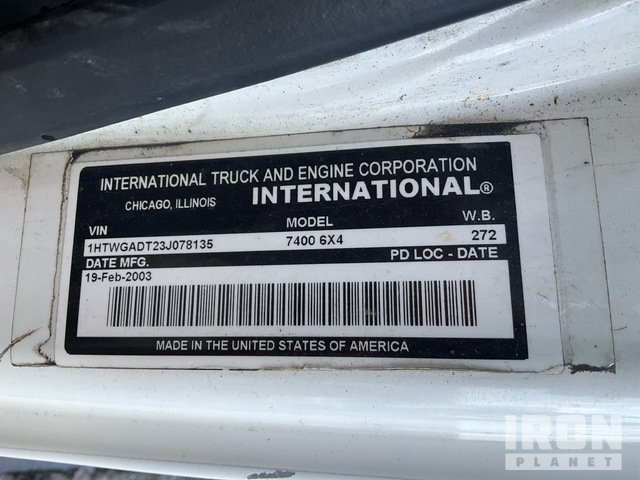 INTERNATIONAL TRUCK AND ENGINE CORPORATION
CHICAGO, ILLINOIS INTERNATIONAL®
VIN MODEL W.B.
1HTWGADT23J078135 7400 6X4 272
DATE MFG. PD LOC - DATE
19-Feb-2003
MADE IN THE UNITED STATES OF AMERICA
IRON
PLANET